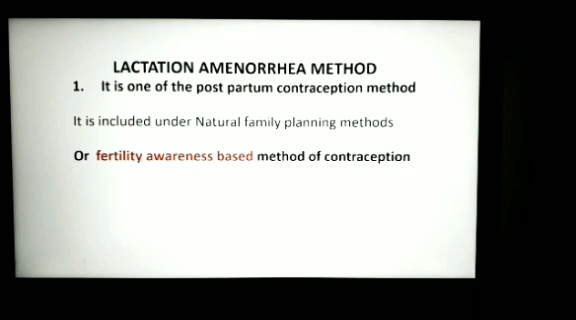 LACTATION AMENORRHEA METHOD
1. It is one of the post partum contraception method
It is included under Natural family planning methods
Or fertility awareness based method of contraception